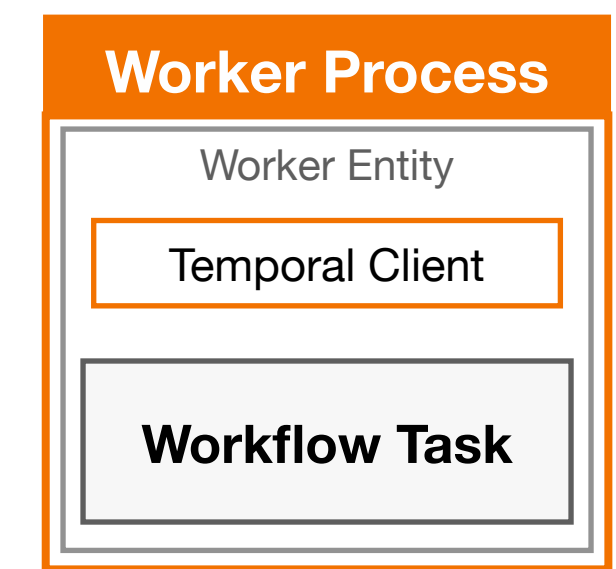 Worker Process
Worker Entity
Temporal Client
Workflow Task